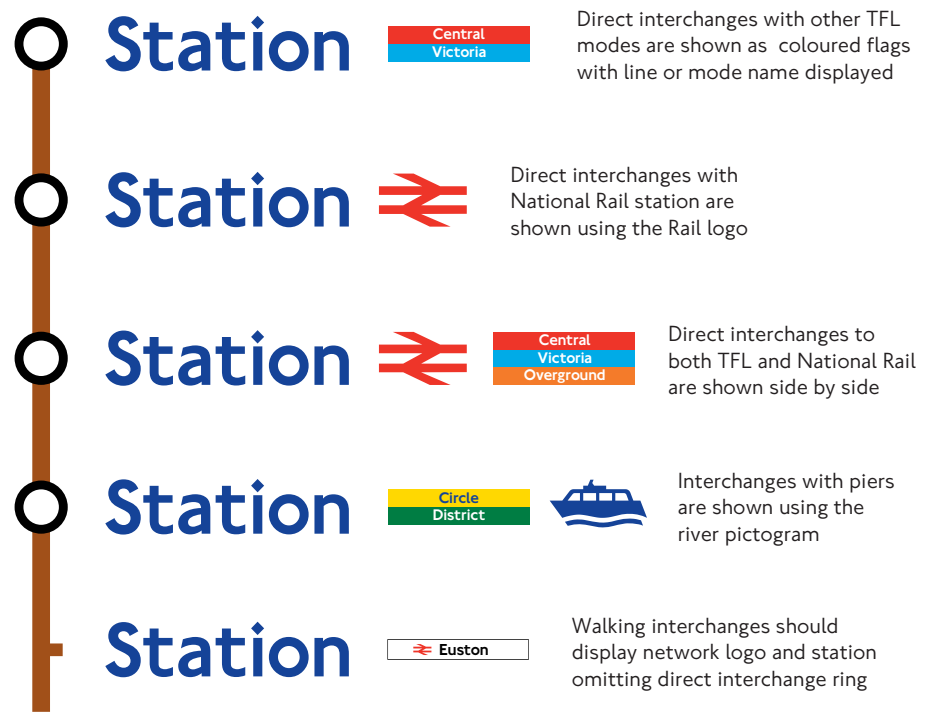 Station
Central
Victoria
Direct interchanges with other TFL
modes are shown as coloured flags
with line or mode name displayed
Station
Direct interchanges with
National Rail station are
shown using the Rail logo
Station
Central
Victoria
Overground
Direct interchanges to
both TFL and National Rail
are shown side by side
Station
Circle
District
Interchanges with piers
are shown using the
river pictogram
Station
Euston
Walking interchanges should
display network logo and station
omitting direct interchange ring